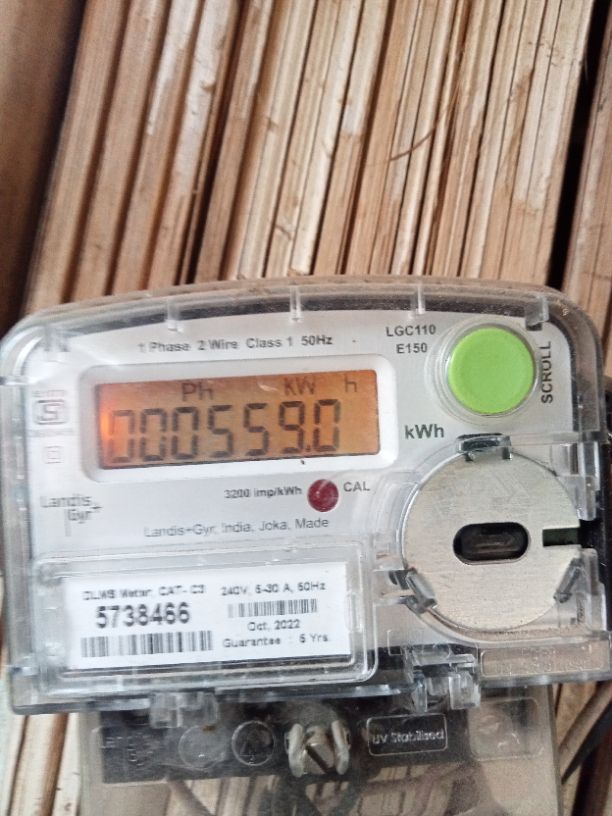 1 Phase 2 Wire Class 1 50Hz
LGC110
E150
SCROLL
Ph KW h
000559.0
kWh
3200 imp/kWh CAL
Landis+Gyr
Landis+Gyr, India, Joka, Made
DLMS Meter, CAT- C3 240V, 5-30 A, 50Hz
5738466
Oct, 2022
Guarantee : 5 Yrs.
UV Stabilised